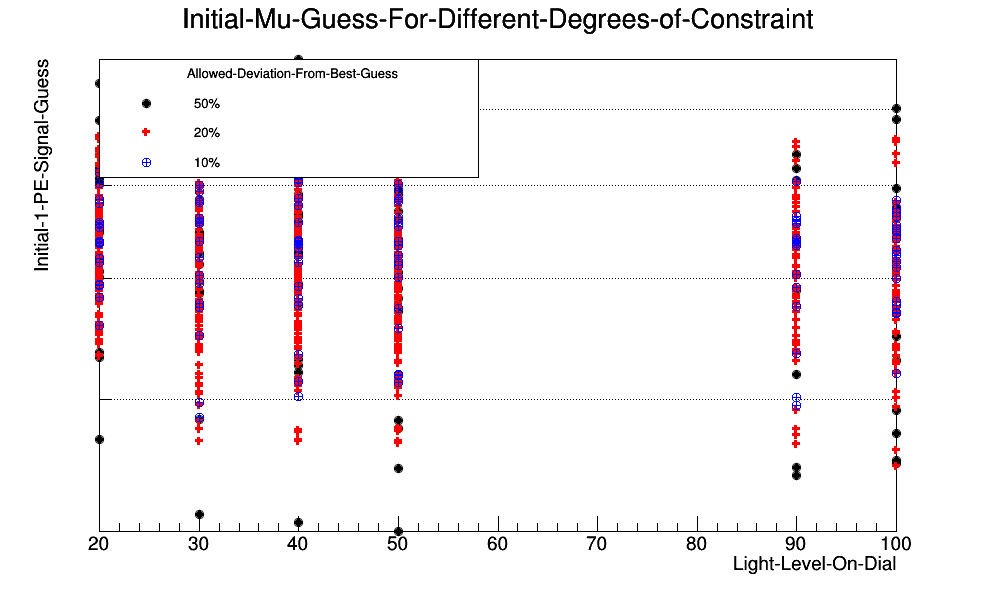 Initial-Mu-Guess-For-Different-Degrees-of-Constraint
Initial-1-PE-Signal-Guess
Allowed-Deviation-From-Best-Guess
50%
20%
10%
20 30 40 50 60 70 80 90 100
Light-Level-On-Dial